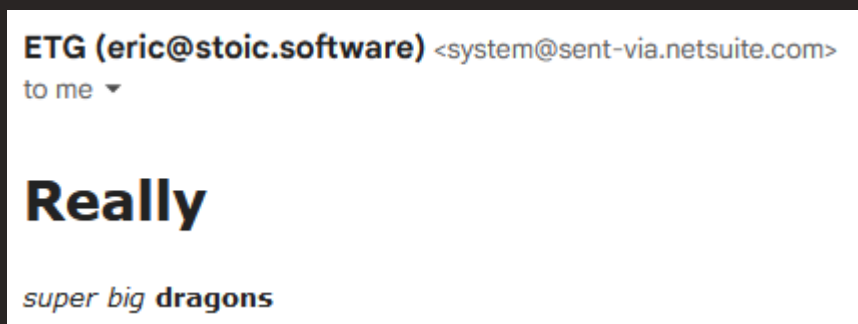 ETG (eric@stoic.software) <system@sent-via.netsuite.com>
to me
Really
super big dragons